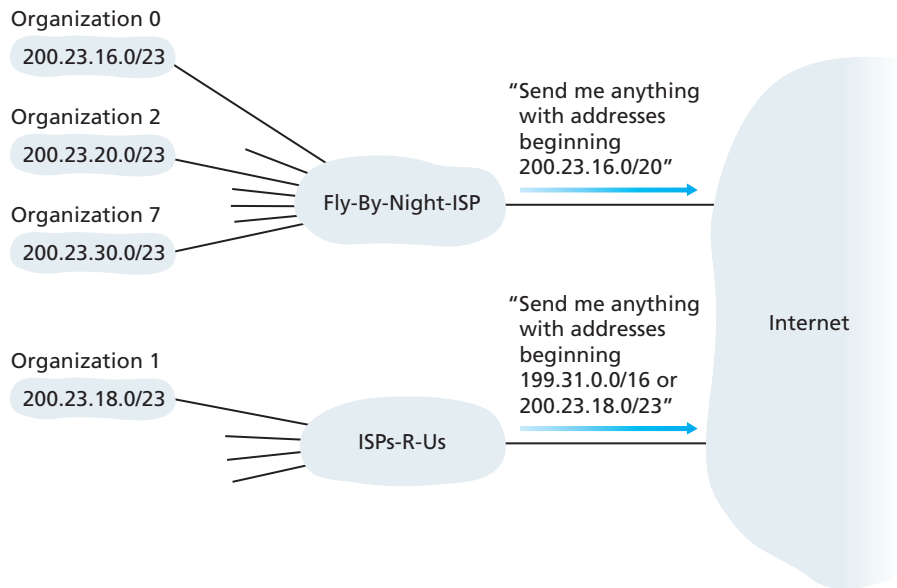 Organization 0
200.23.16.0/23
Organization 2
200.23.20.0/23
Organization 7
200.23.30.0/23
Fly-By-Night-ISP
“Send me anything
with addresses
beginning
200.23.16.0/20”
Organization 1
200.23.18.0/23
ISPs-R-Us
“Send me anything
with addresses
beginning
199.31.0.0/16 or
200.23.18.0/23”
Internet